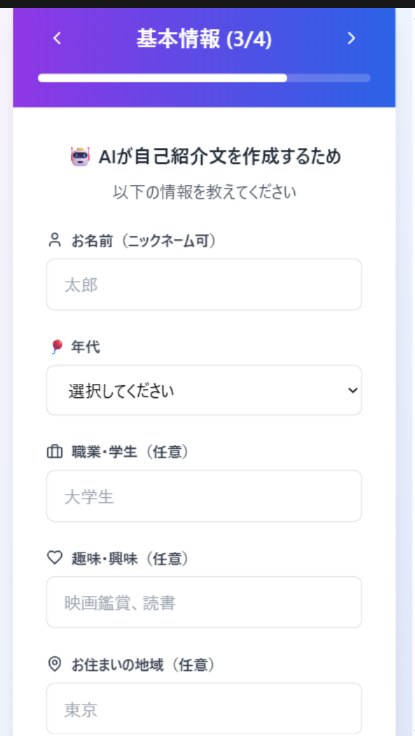 基本情報 (3/4)
AIが自己紹介文を作成するため
以下の情報を教えてください
お名前（ニックネーム可）
太郎
年代
選択してください
職業・学生（任意）
大学生
趣味・興味（任意）
映画鑑賞、読書
お住まいの地域（任意）
東京